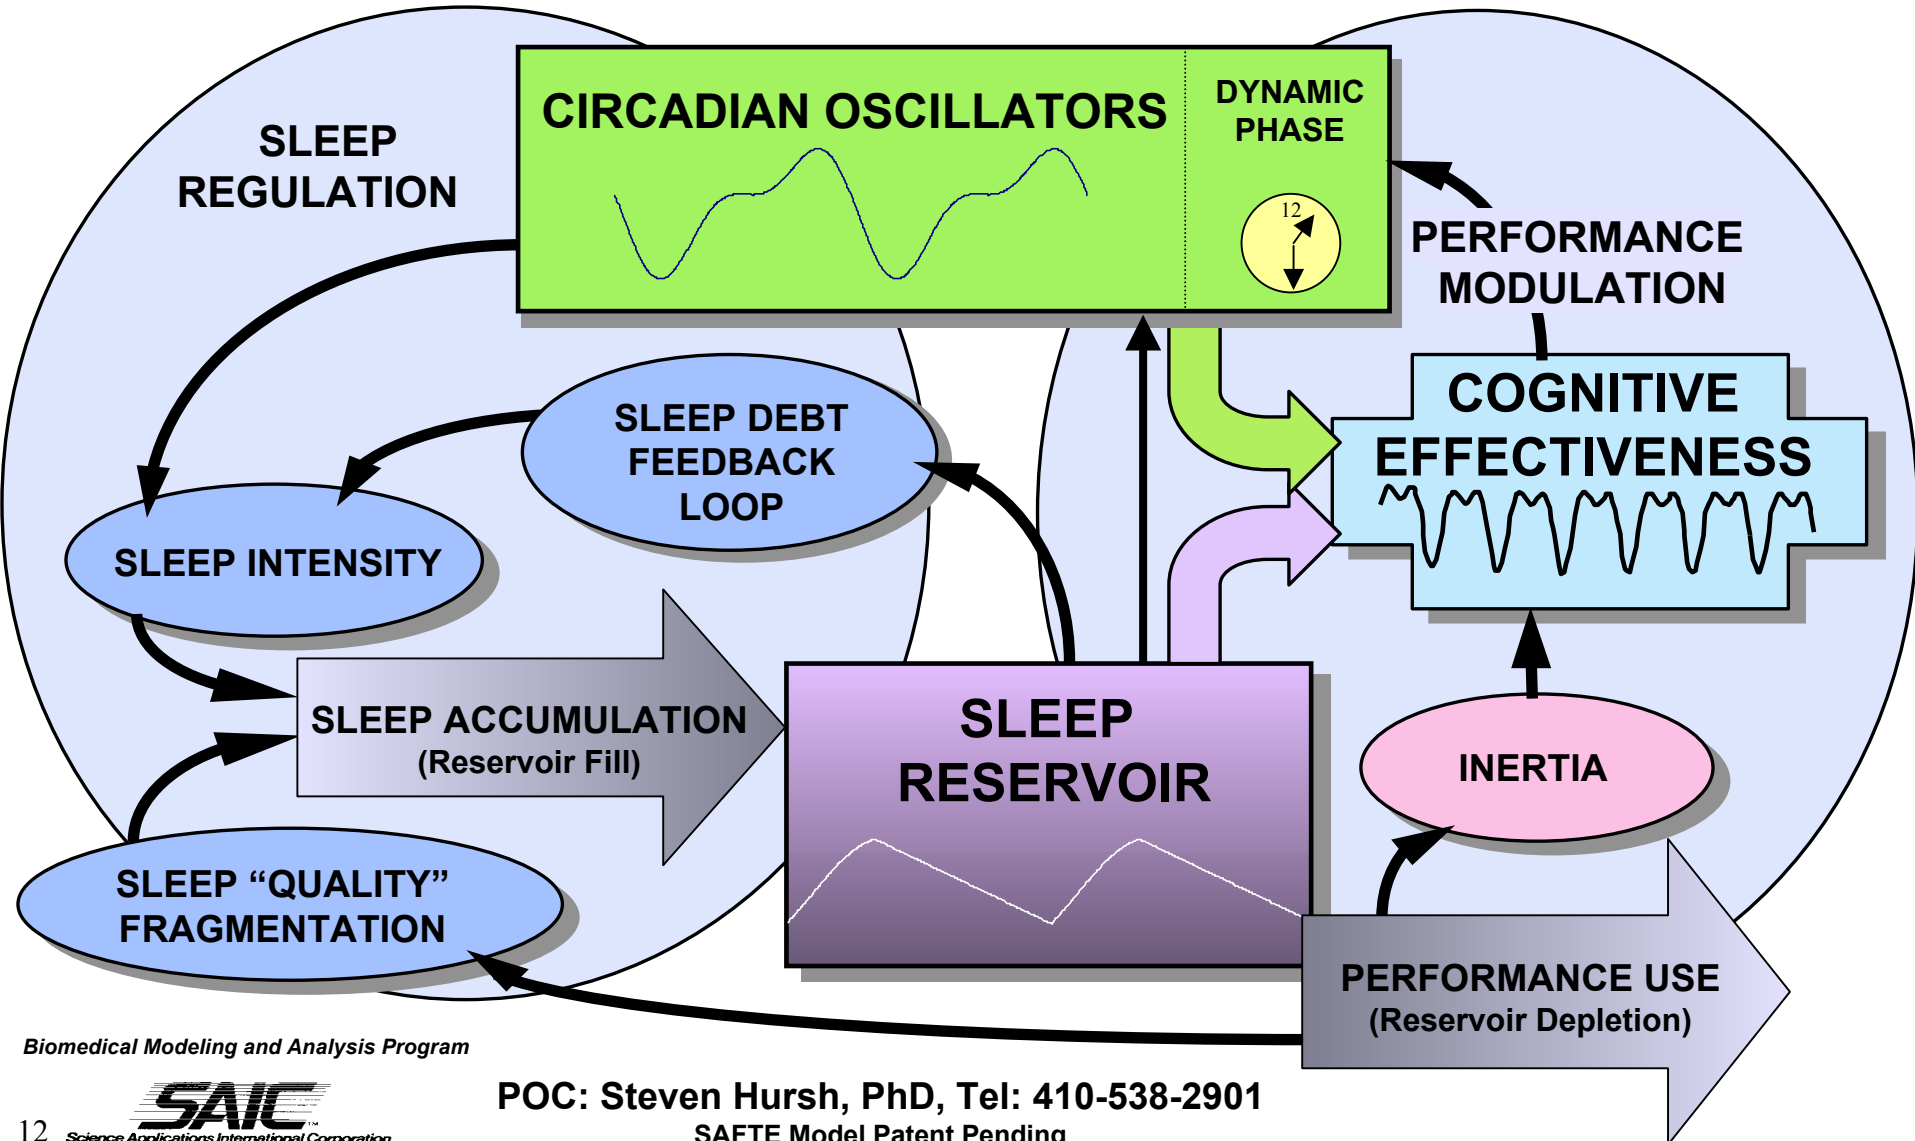 CIRCADIAN OSCILLATORS
DYNAMIC
PHASE
12
SLEEP
REGULATION
PERFORMANCE
MODULATION
COGNITIVE
EFFECTIVENESS
SLEEP DEBT
FEEDBACK
LOOP
SLEEP INTENSITY
SLEEP ACCUMULATION
(Reservoir Fill)
SLEEP
RESERVOIR
INERTIA
SLEEP “QUALITY”
FRAGMENTATION
PERFORMANCE USE
(Reservoir Depletion)
Biomedical Modeling and Analysis Program
SAIC™
Science Applications International Corporation
12
POC: Steven Hursh, PhD, Tel: 410-538-2901
SAFTE Model Patent Pending